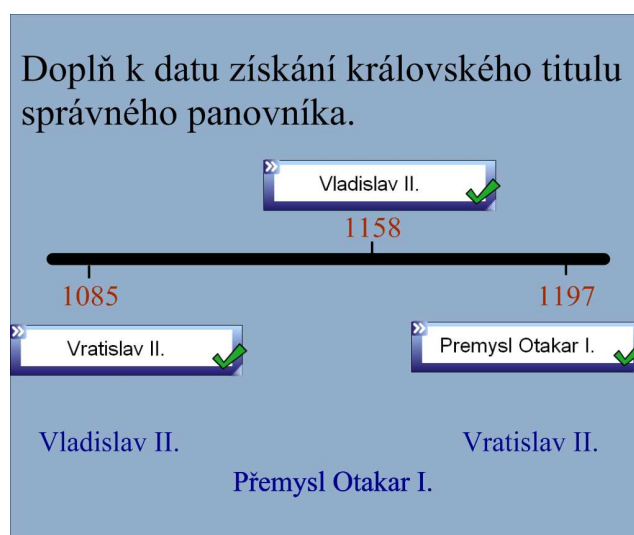 Doplň k datu získání královského titulu
správného panovníka.
Vladislav II.
1158
1085
1197
Vratislav II.
Premysl Otakar I.
Vladislav II.
Vratislav II.
Přemysl Otakar I.